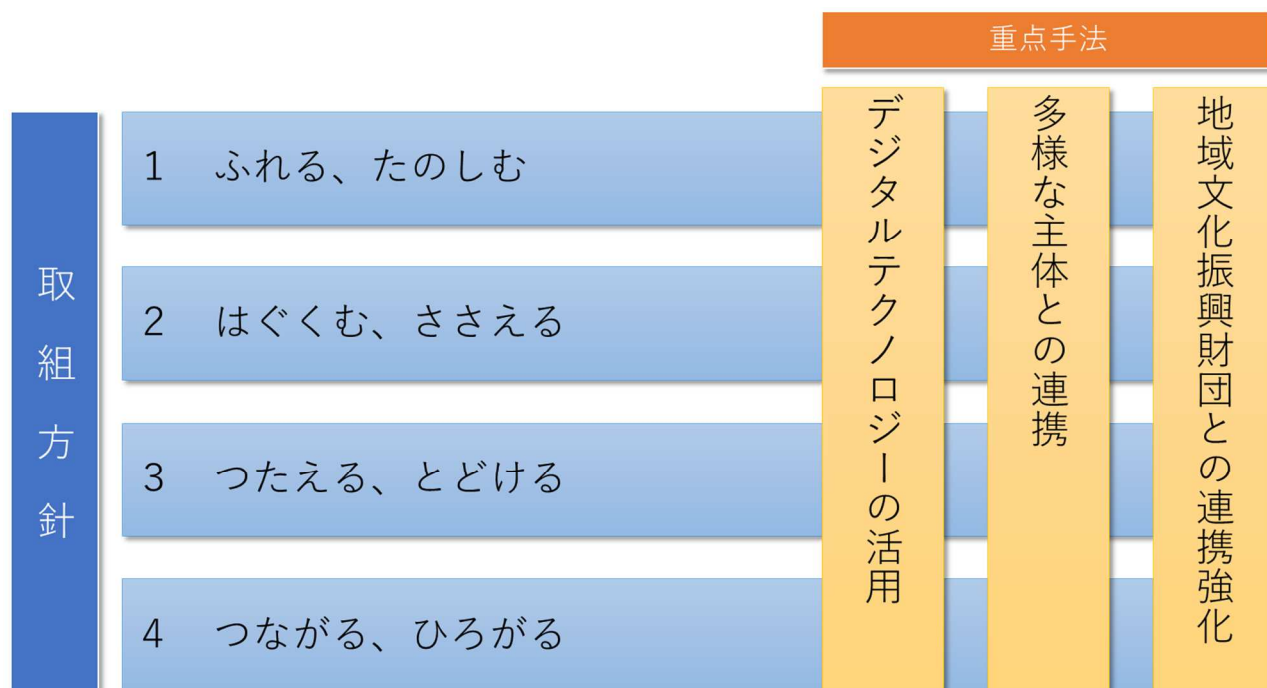 重点手法
取組方針
1 ふれる、たのしむ
2 はぐくむ、ささえる
3 つたえる、とどける
4 つながる、ひろがる
デジタルテクノロジーの活用
多様な主体との連携
地域文化振興財団との連携強化